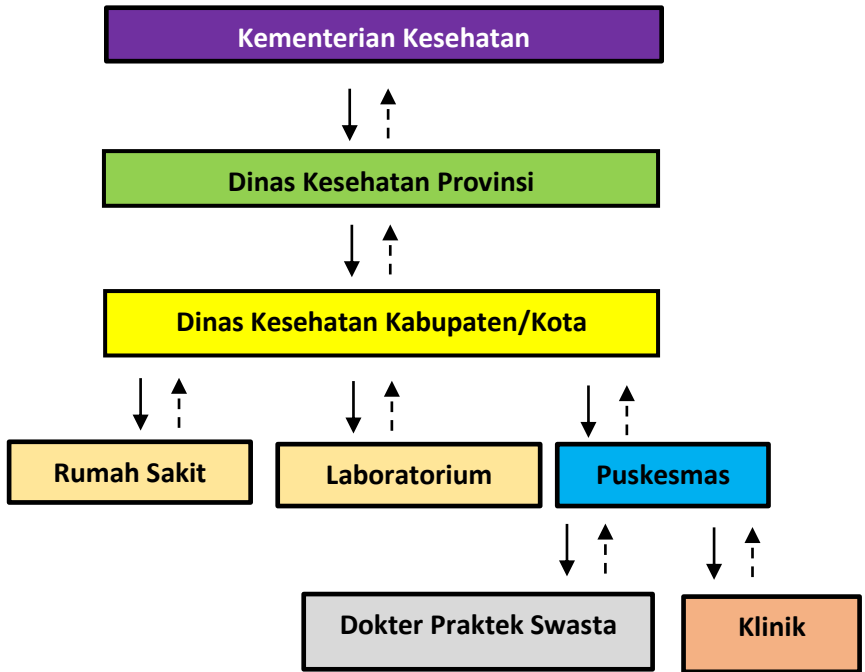 Kementerian Kesehatan
Dinas Kesehatan Provinsi
Dinas Kesehatan Kabupaten/Kota
Rumah Sakit
Laboratorium
Puskesmas
Dokter Praktek Swasta
Klinik